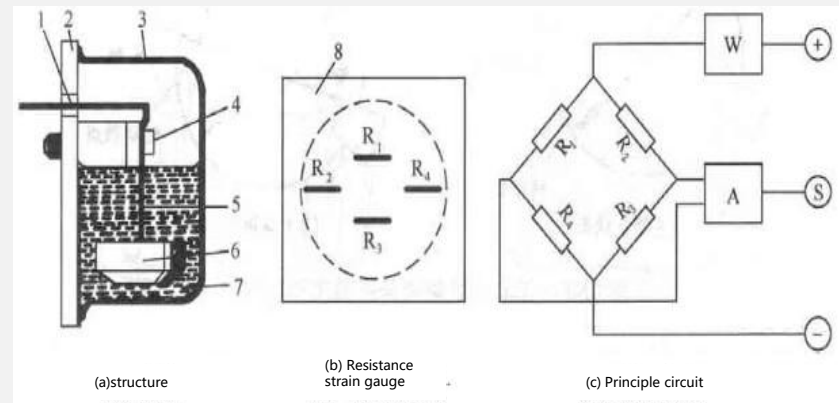 1 2 3
4
5
6
7
(a)structure
8
R₁
R₂ R₄
R₃
(b) Resistance
strain gauge
W +
R₁ R₂
A S
R₄ R₃
−
(c) Principle circuit